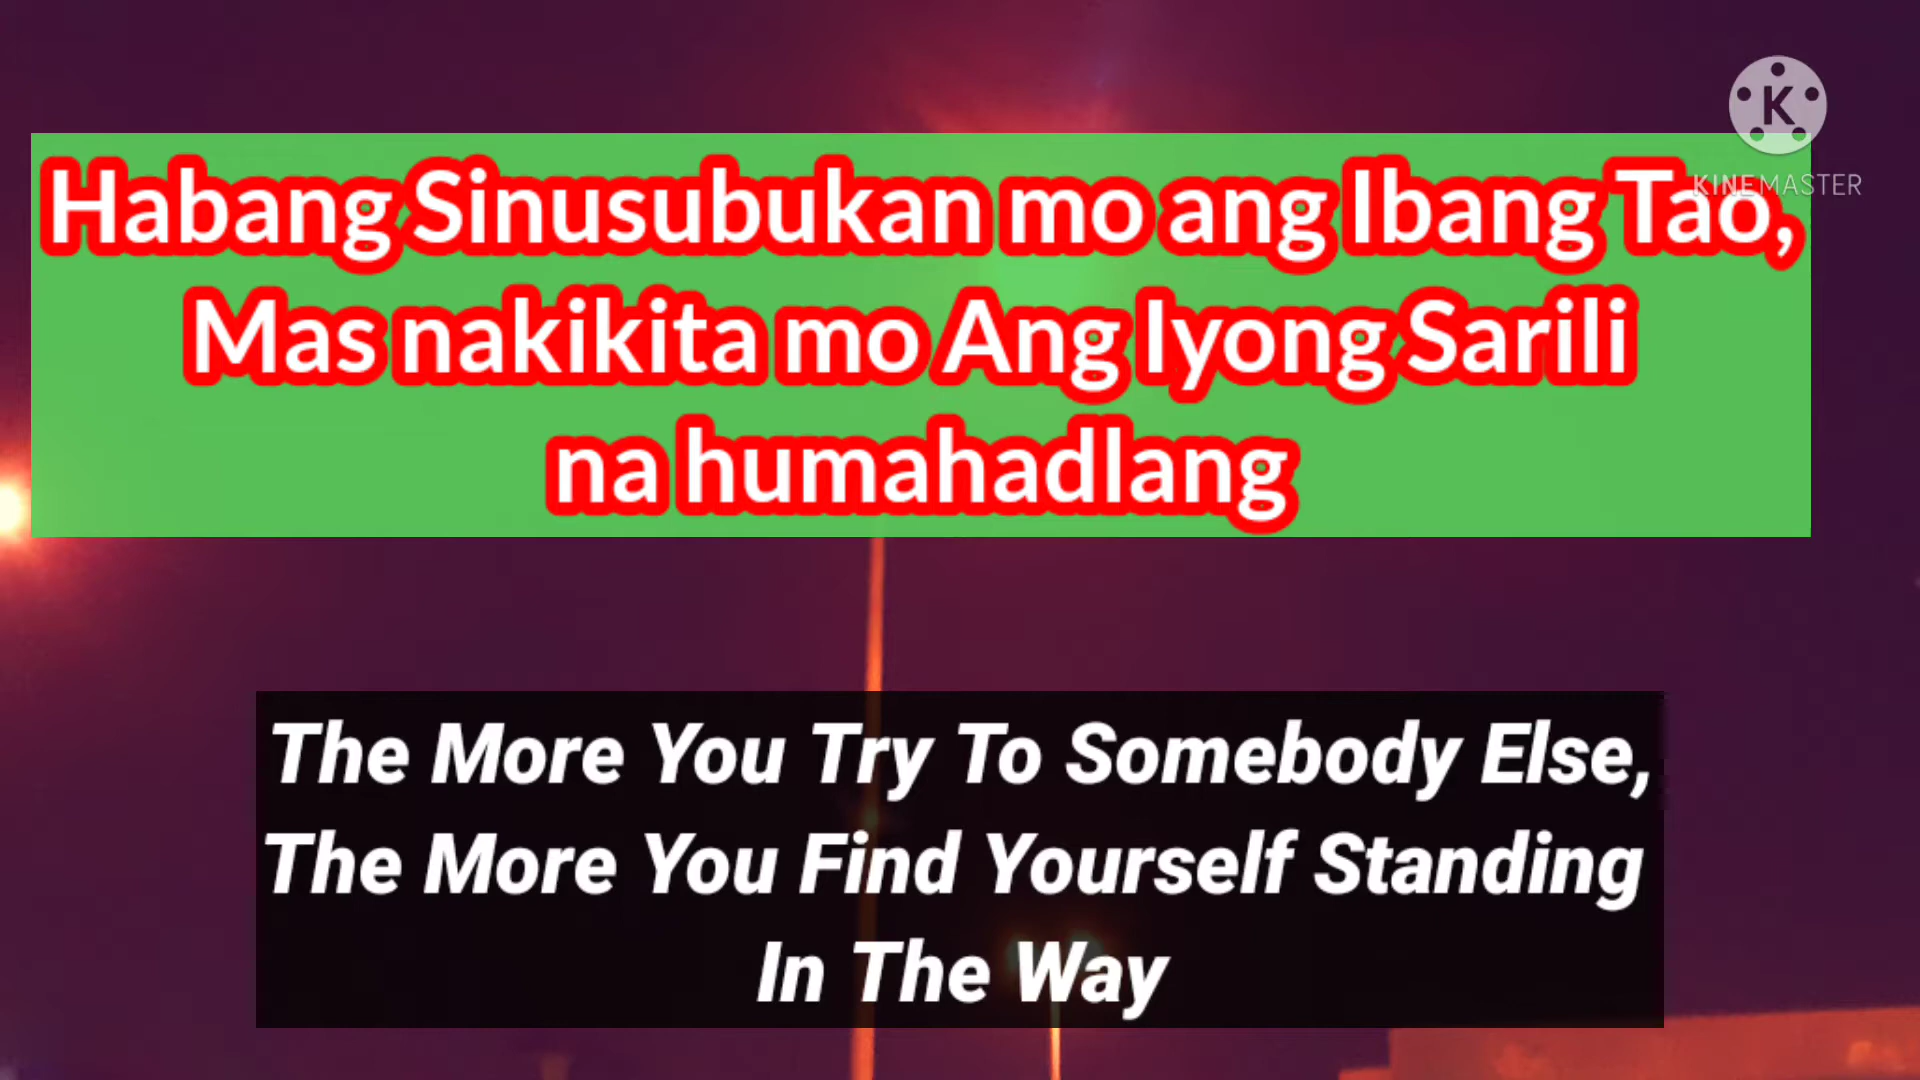 K
KINEMASTER
Habang Sinusubukan mo ang Ibang Tao,
Mas nakikita mo Ang Iyong Sarili
na humahadlang
The More You Try To Somebody Else,
The More You Find Yourself Standing
In The Way